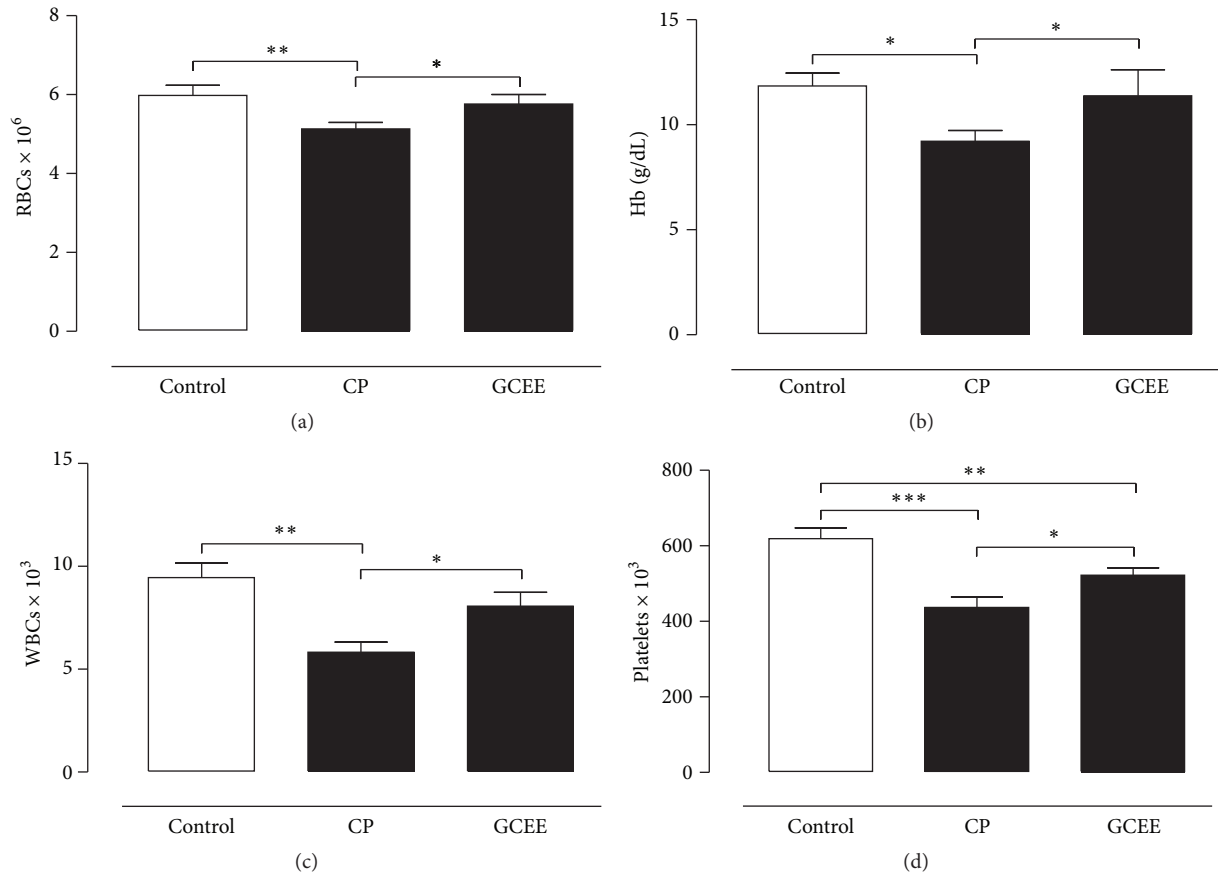 8
6
4
2
0
RBCs × 10⁶
**
*
Control CP GCEE
(a)
15
10
5
0
Hb (g/dL)
*
*
Control CP GCEE
(b)
15
10
5
0
WBCs × 10³
**
*
Control CP GCEE
(c)
800
600
400
200
0
Platelets × 10³
**
***
*
Control CP GCEE
(d)